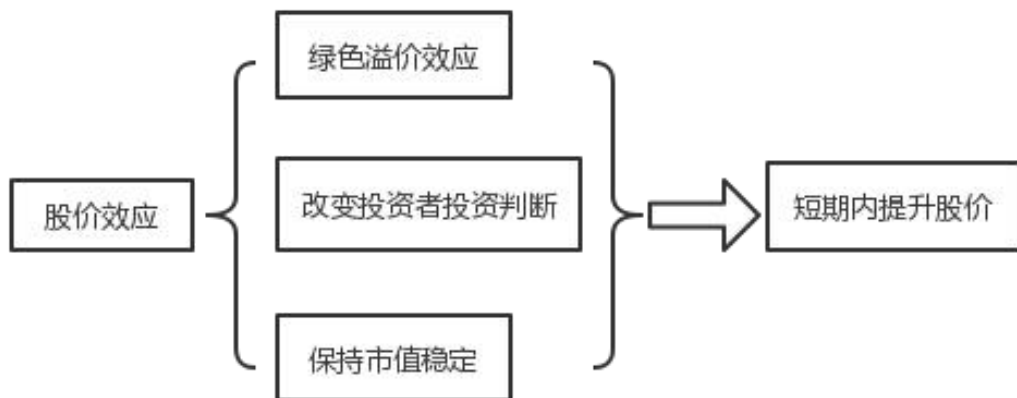 绿色溢价效应
股价效应
改变投资者投资判断
短期内提升股价
保持市值稳定